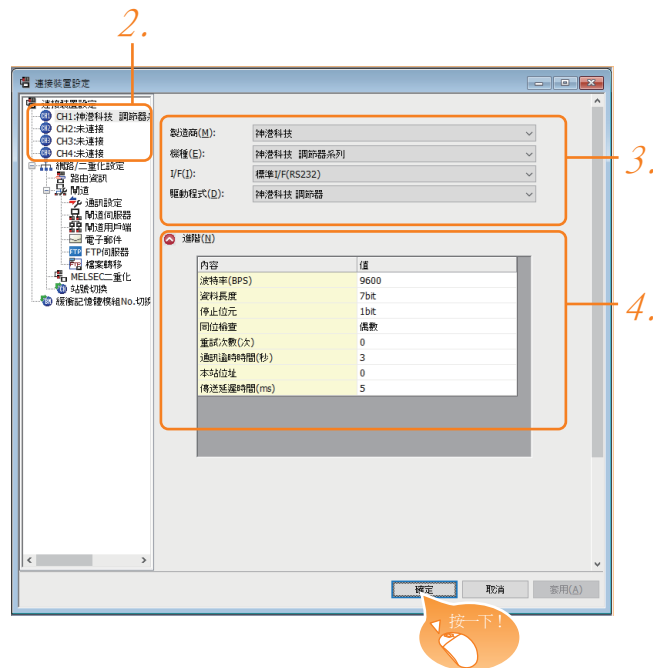 2.
連接裝置設定
連接裝置設定
CH1:神港科技 調節器系
CH2:未連接
CH3:未連接
CH4:未連接
網路/二重化設定
路由資訊
閘道
通訊設定
閘道伺服器
閘道用戶端
電子郵件
FTP伺服器
檔案轉移
MELSEC二重化
站號切換
緩衝記憶體模組No.切換
3.
製造商(M): 神港科技
機種(E): 神港科技 調節器系列
I/F(I): 標準I/F(RS232)
驅動程式(D): 神港科技 調節器
進階(N)
4.
內容 值
波特率(BPS) 9600
資料長度 7bit
停止位元 1bit
同位檢查 偶數
重試次數(次) 0
通訊逾時時間(秒) 3
本站位址 0
傳送延遲時間(ms) 5
確定 取消 套用(A)
按一下！